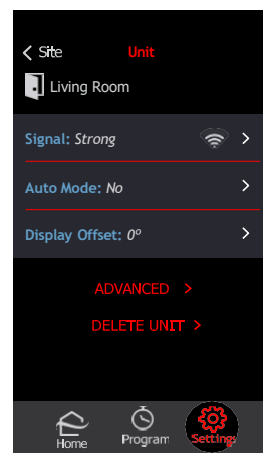 Site Unit
Living Room
Signal: Strong
Auto Mode: No
Display Offset: 0º
ADVANCED >
DELETE UNIT >
Home Program Settings